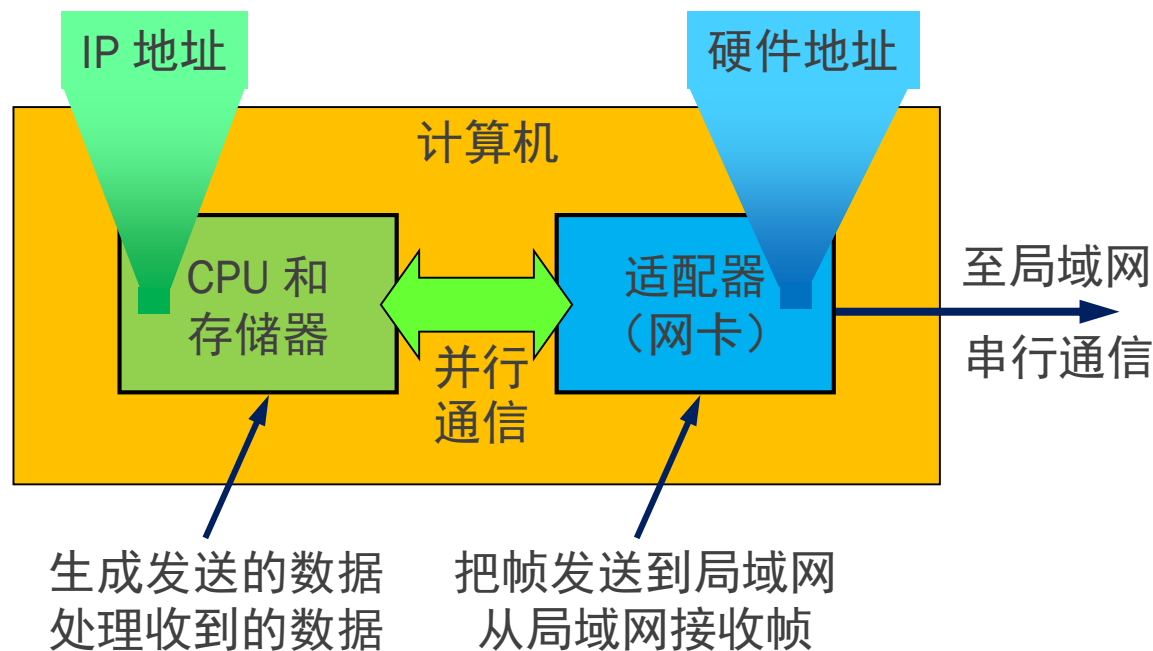 IP 地址
硬件地址
计算机
CPU 和
存储器
适配器
（网卡）
并行
通信
至局域网
串行通信
生成发送的数据
处理收到的数据
把帧发送到局域网
从局域网接收帧